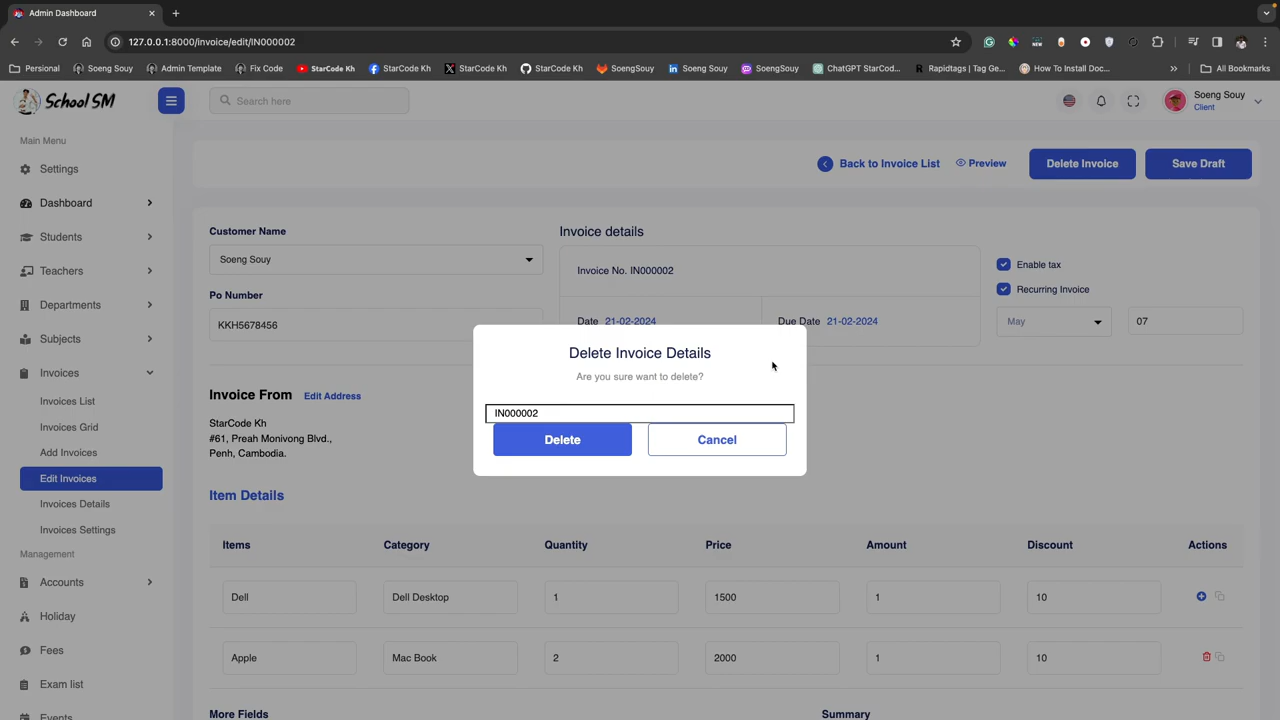 Admin Dashboard
127.0.0.1:8000/invoice/edit/IN000002
Personal
Soeng Souy
Admin Template
Fix Code
StarCode Kh
StarCode Kh
StarCode Kh
StarCode Kh
SoengSouy
Soeng Souy
SoengSouy
ChatGPT StarCod...
Rapidtags | Tag Ge...
How To Install Doc...
All Bookmarks
School SM
Search here
Soeng Souy
Client
Main Menu
Settings
Dashboard
Students
Teachers
Departments
Subjects
Invoices
Invoices List
Invoices Grid
Add Invoices
Edit Invoices
Invoices Details
Invoices Settings
Management
Accounts
Holiday
Fees
Exam list
Events
Back to Invoice List
Preview
Delete Invoice
Save Draft
Customer Name
Soeng Souy
Po Number
KKH5678456
Invoice details
Invoice No. IN000002
Date 21-02-2024
Due Date 21-02-2024
Enable tax
Recurring Invoice
May
07
Delete Invoice Details
Are you sure want to delete?
IN000002
Delete
Cancel
Invoice From Edit Address
StarCode Kh
#61, Preah Monivong Blvd.,
Penh, Cambodia.
Item Details
Items Category Quantity Price Amount Discount Actions
Dell Dell Desktop 1 1500 1 10
Apple Mac Book 2 2000 1 10
More Fields
Summary